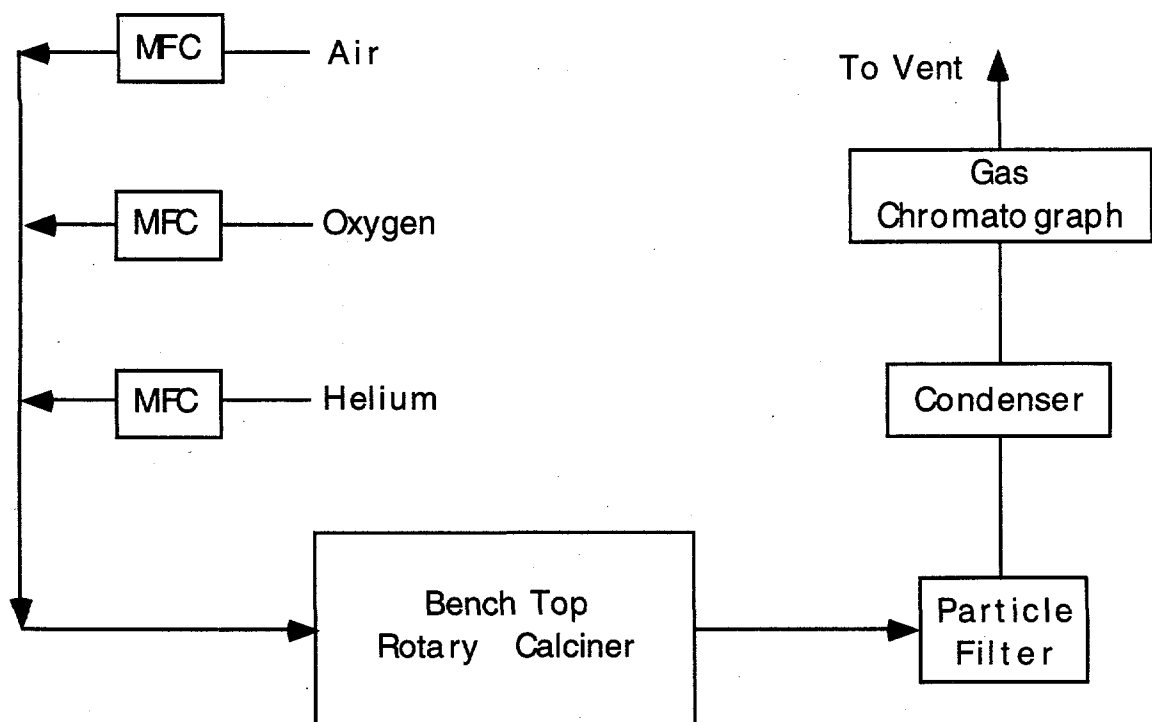 MFC
Air
To Vent
Gas
Chromatograph
MFC
Oxygen
MFC
Helium
Condenser
Bench Top
Rotary Calciner
Particle
Filter